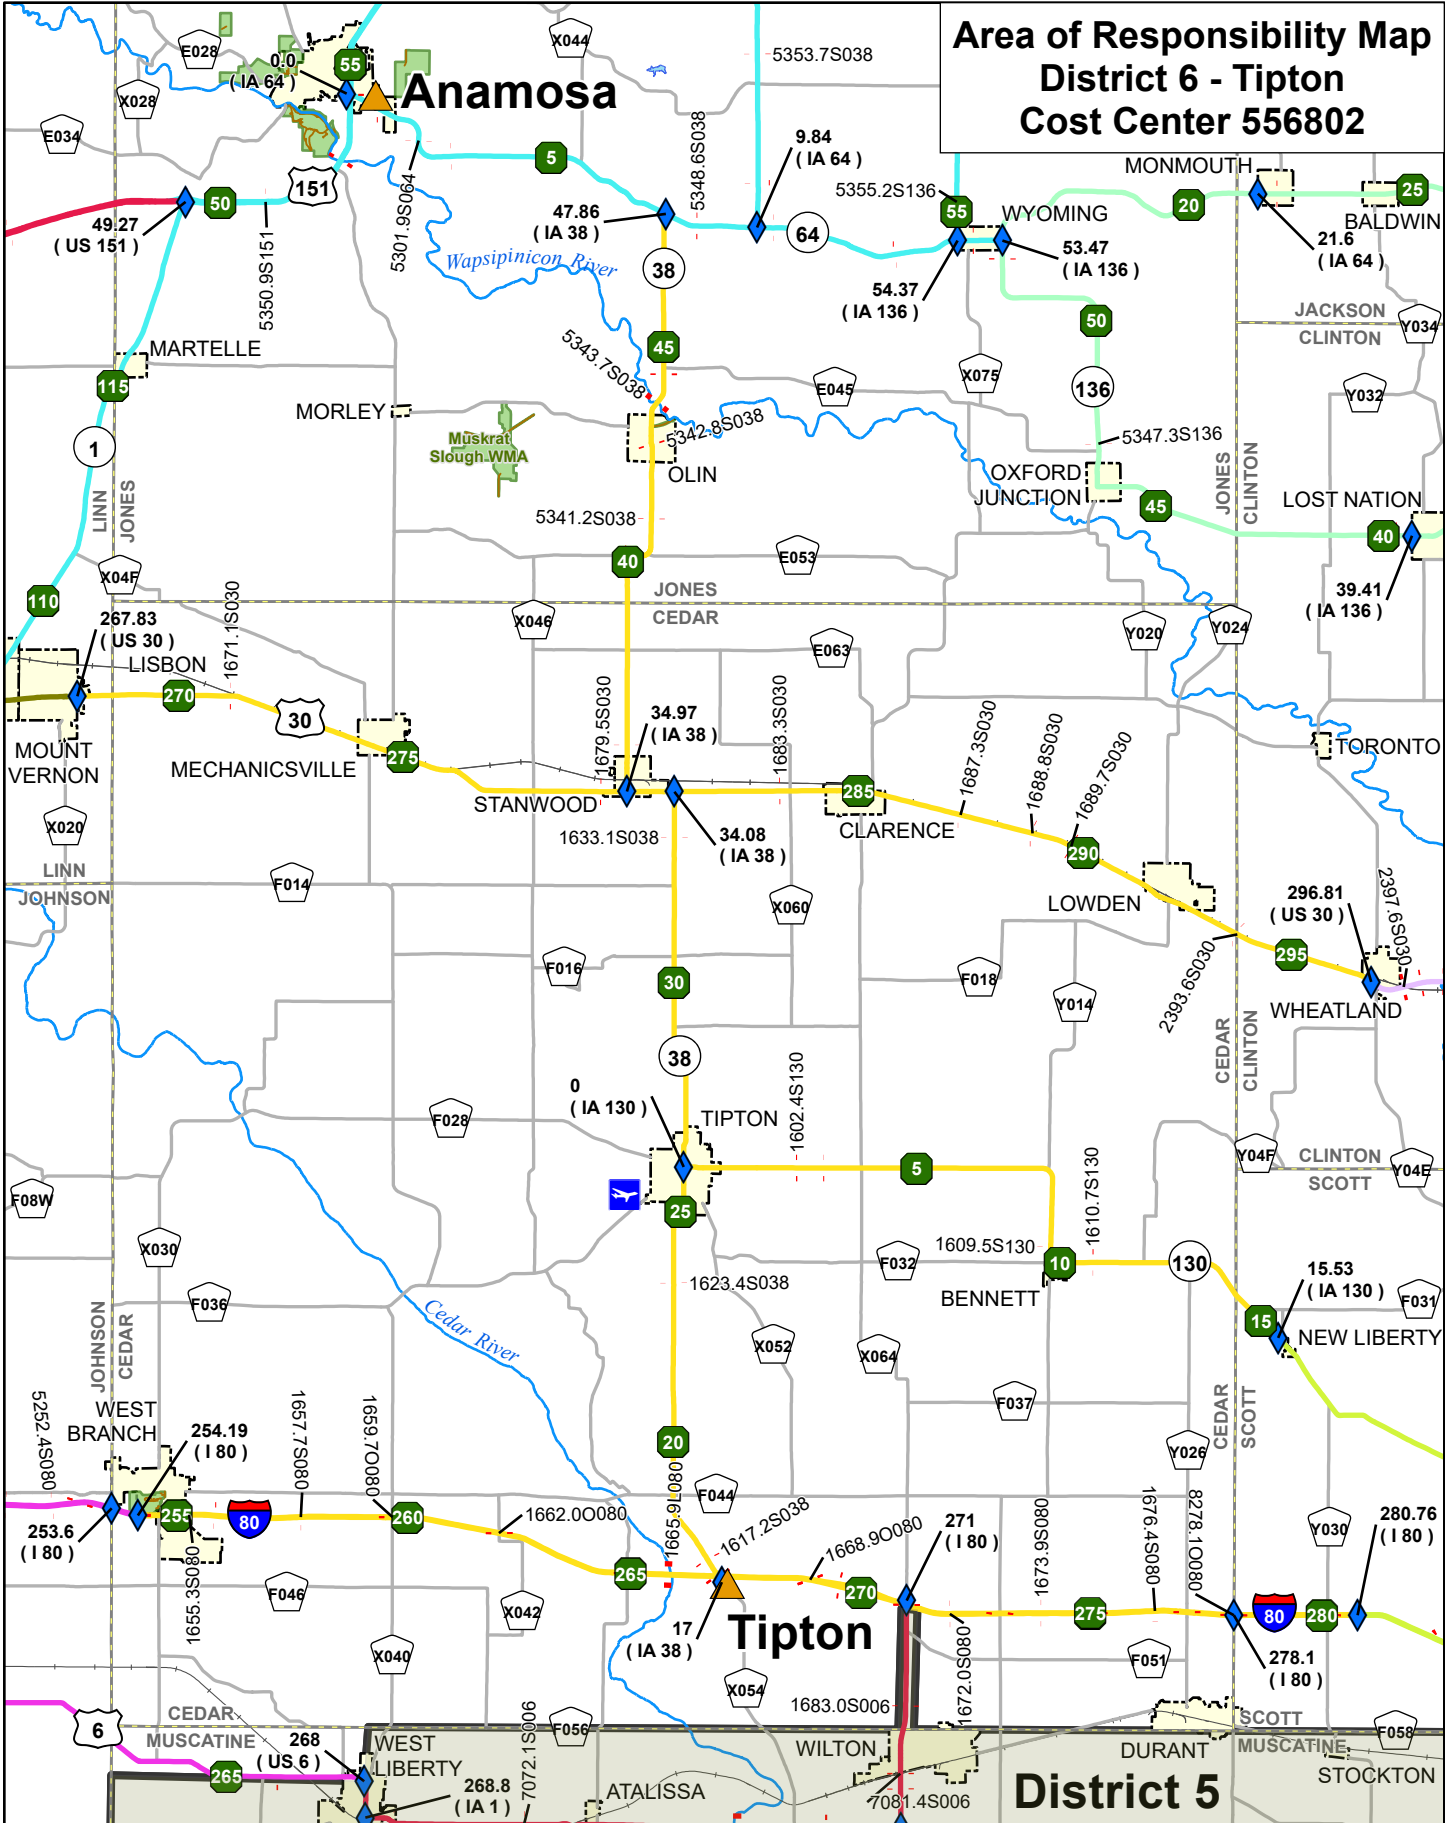 Area of Responsibility Map
District 6 - Tipton
Cost Center 556802
E028
0.0
( IA 64 )
55
X044
5353.7S038
X028
Anamosa
E034
5
5348.6S038
9.84
( IA 64 )
MONMOUTH
151
50
5350.9S151
5301.9S064
49.27
( US 151 )
47.86
( IA 38 )
64
5355.2S136
55
WYOMING
20
25
BALDWIN
21.6
( IA 64 )
Wapsipinicon River
38
53.47
( IA 136 )
54.37
( IA 136 )
50
JACKSON
CLINTON
Y034
MARTELLE
115
45
5343.7S038
E045
X075
136
Y032
MORLEY
1
Muskrat
Slough WMA
5342.8S038
OLIN
5347.3S136
OXFORD
JUNCTION
JONES
CLINTON
LOST NATION
LINN
JONES
5341.2S038
45
40
40
E053
X04F
110
JONES
CEDAR
39.41
( IA 136 )
267.83
( US 30 )
1671.1S030
X046
E063
Y020
Y024
LISBON
270
30
1679.5S030
34.97
( IA 38 )
1683.3S030
1687.3S030
1688.8S030
1689.7S030
TORONTO
MOUNT
VERNON
MECHANICSVILLE
275
STANWOOD
285
CLARENCE
X020
1633.1S038
34.08
( IA 38 )
290
LINN
JOHNSON
F014
X060
LOWDEN
296.81
( US 30 )
2397.6S030
F016
30
F018
2393.6S030
295
Y014
WHEATLAND
CEDAR
CLINTON
38
0
( IA 130 )
1602.4S130
TIPTON
F028
5
1610.7S130
Y04F
CLINTON
SCOTT
Y04E
F08W
25
X030
1609.5S130
F032
10
130
15.53
( IA 130 )
1623.4S038
BENNETT
F036
F031
15
NEW LIBERTY
JOHNSON
CEDAR
Cedar River
X052
X064
F037
WEST
BRANCH
5252.4S080
254.19
( I 80 )
1657.7S080
1659.7O080
20
CEDAR
SCOTT
Y026
F044
253.6
( I 80 )
255
80
260
1662.0O080
1665.9L080
1617.2S038
1668.9O080
271
( I 80 )
1673.9S080
1676.4S080
8278.1O080
Y030
280.76
( I 80 )
1655.3S080
F046
265
270
275
80
280
X042
17
( IA 38 )
Tipton
X040
1672.0S080
F051
278.1
( I 80 )
X054
1683.0S006
6
CEDAR
MUSCATINE
F056
SCOTT
MUSCATINE
F058
268
( US 6 )
WEST
LIBERTY
7072.1S006
WILTON
DURANT
265
268.8
( IA 1 )
ATALISSA
7081.4S006
District 5
STOCKTON